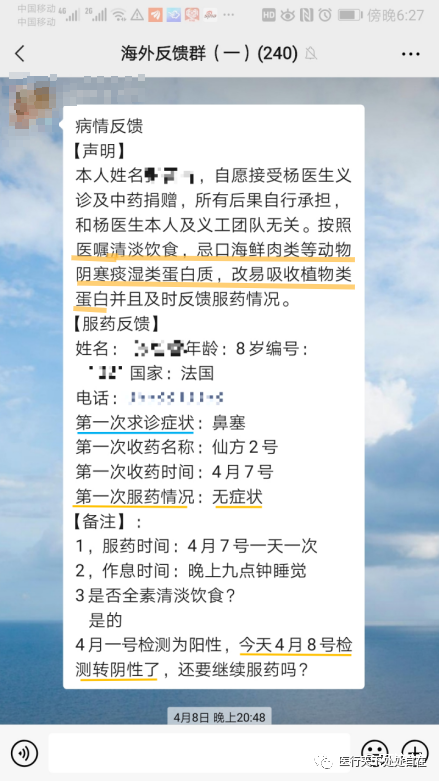 中国移动
中国移动
傍晚6:27
海外反馈群（一）(240)
病情反馈
【声明】
本人姓名，自愿接受杨医生义
诊及中药捐赠，所有后果自行承担，
和杨医生本人及义工团队无关。按照
医嘱清淡饮食，忌口海鲜肉类等动物
阴寒痰湿类蛋白质，改易吸收植物类
蛋白并且及时反馈服药情况。
【服药反馈】
姓名：年龄：8岁编号：
国家：法国
电话：
第一次求诊症状：鼻塞
第一次收药名称：仙方2号
第一次收药时间：4月7号
第一次服药情况：无症状
【备注】：
1，服药时间：4月7号一天一次
2，作息时间：晚上九点钟睡觉
3是否全素清淡饮食？
是的
4月一号检测为阳性，今天4月8号检
测转阴性了，还要继续服药吗？
4月8日 晚上20:48
医行天下处处自在